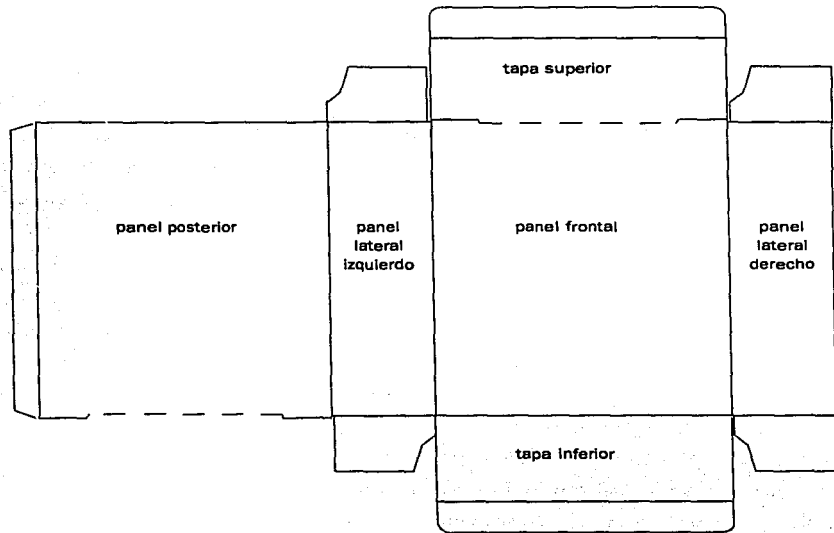 tapa superior
panel posterior
panel
lateral
izquierdo
panel frontal
panel
lateral
derecho
tapa inferior